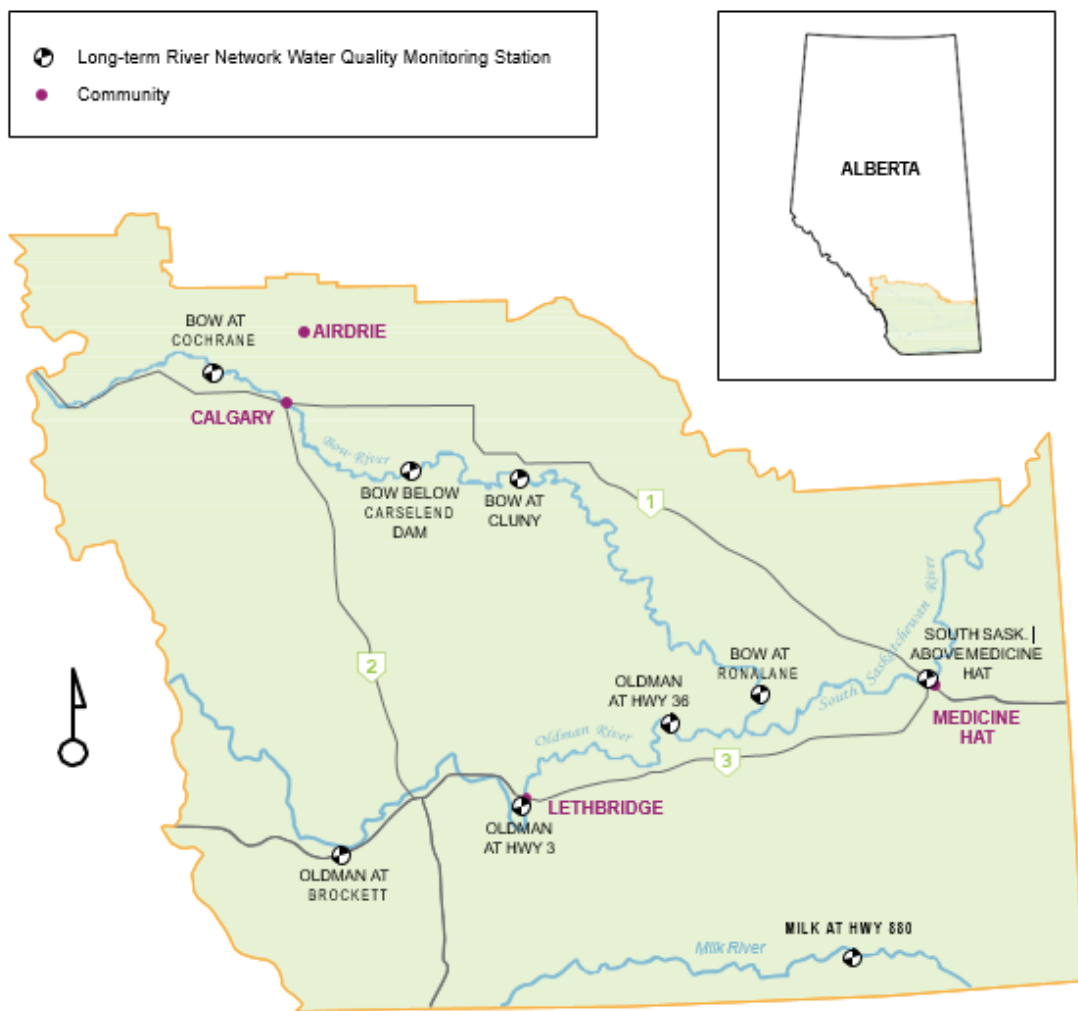 Long-term River Network Water Quality Monitoring Station
Community
ALBERTA
BOW AT
COCHRANE
AIRDRIE
CALGARY
Bow River
BOW BELOW
CARSELEND
DAM
BOW AT
CLUNY
1
2
South Saskatchewan River
SOUTH SASK. |
ABOVE MEDICINE
HAT
BOW AT
RONALANE
OLDMAN
AT HWY 36
MEDICINE
HAT
Oldman River
3
LETHBRIDGE
OLDMAN
AT HWY 3
OLDMAN AT
BROCKETT
MILK AT HWY 880
Milk River